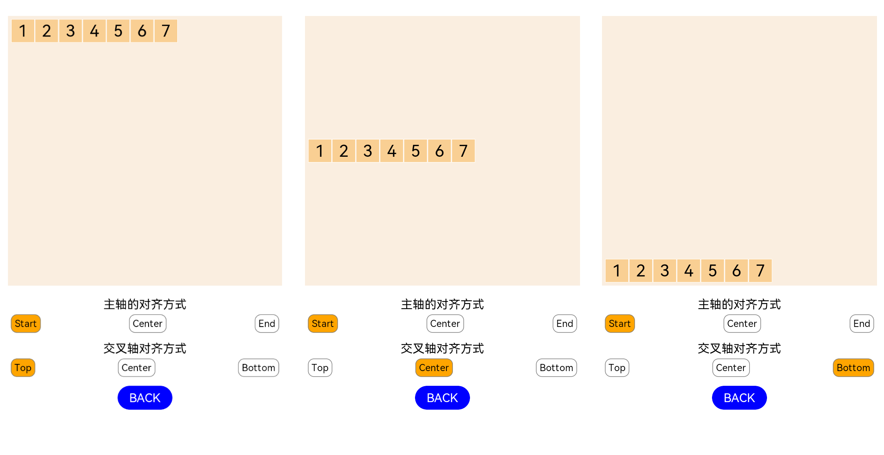 1 2 3 4 5 6 7
主轴的对齐方式
Start Center End
交叉轴对齐方式
Top Center Bottom
BACK
1 2 3 4 5 6 7
主轴的对齐方式
Start Center End
交叉轴对齐方式
Top Center Bottom
BACK
1 2 3 4 5 6 7
主轴的对齐方式
Start Center End
交叉轴对齐方式
Top Center Bottom
BACK